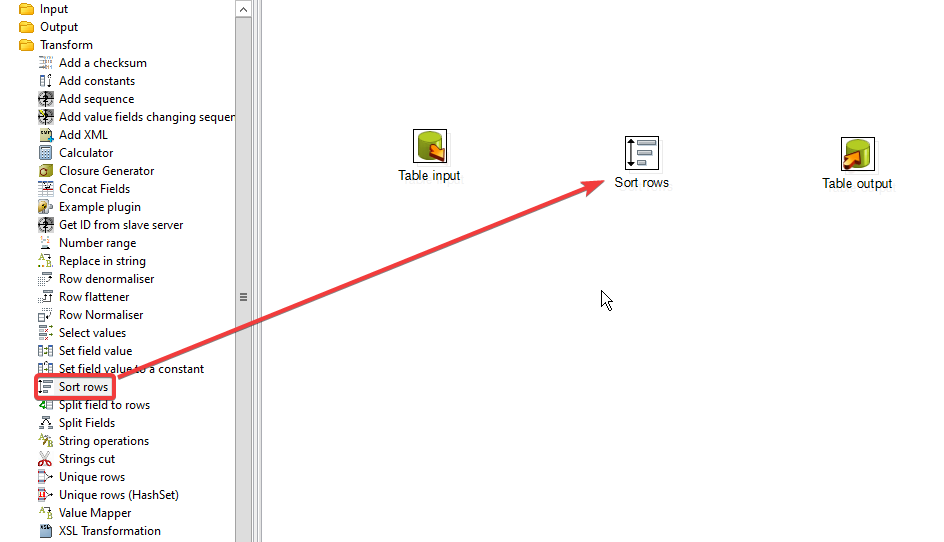 Input
Output
Transform
Add a checksum
Add constants
Add sequence
Add value fields changing sequen
Add XML
Calculator
Closure Generator
Concat Fields
Example plugin
Get ID from slave server
Number range
Replace in string
Row denormaliser
Row flattener
Row Normaliser
Select values
Set field value
Set field value to a constant
Sort rows
Split field to rows
Split Fields
String operations
Strings cut
Unique rows
Unique rows (HashSet)
Value Mapper
XSL Transformation
Table input
Sort rows
Table output